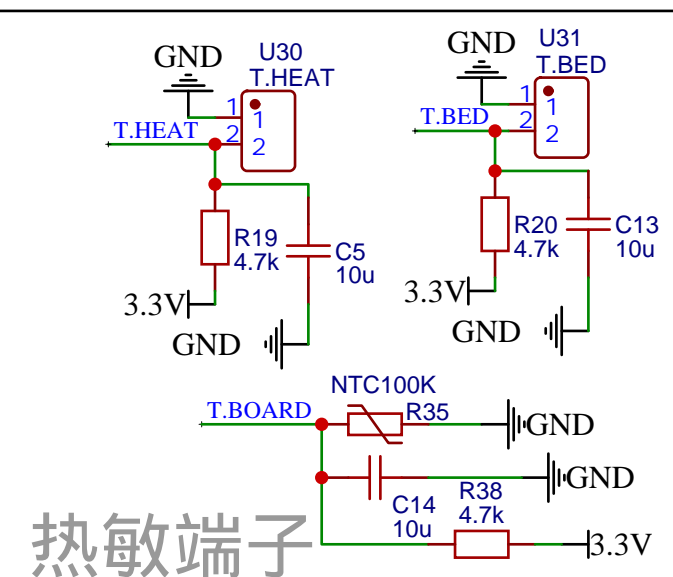 GND
U30
T.HEAT
T.HEAT
1
1
2
2
R19
4.7k
C5
10u
3.3V
GND
GND
U31
T.BED
T.BED
1
1
2
2
R20
4.7k
C13
10u
3.3V
GND
NTC100K
T.BOARD
R35
GND
GND
C14
10u
R38
4.7k
3.3V
热敏端子